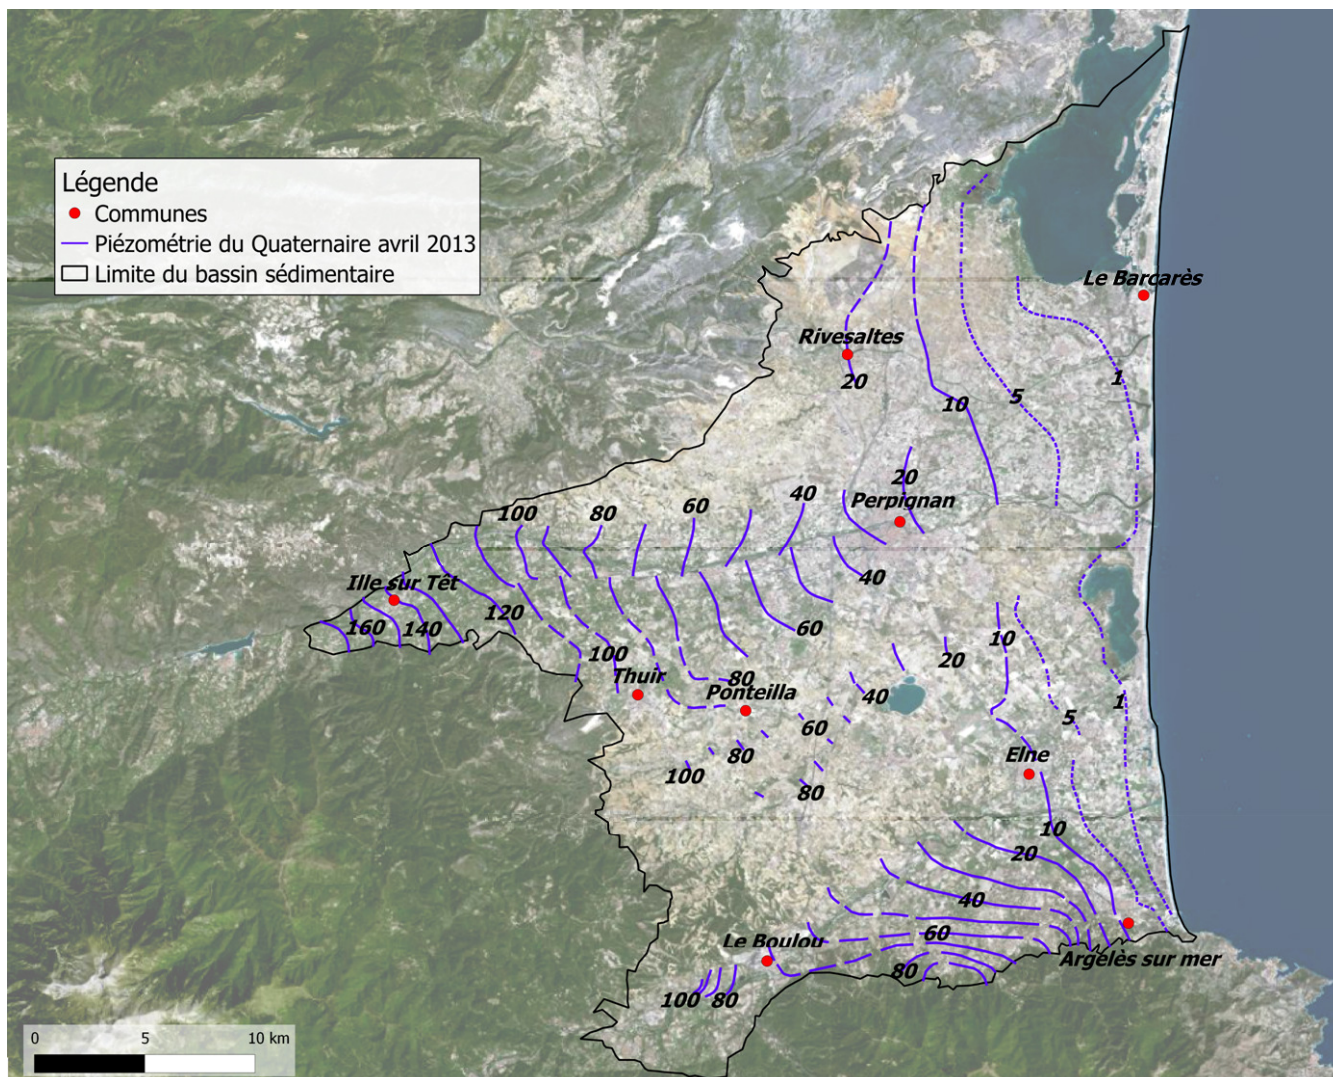 Légende
Communes
Piézométrie du Quaternaire avril 2013
Limite du bassin sédimentaire
Le Barcarès
Rivesaltes
20
1
5
10
20
Perpignan
100
80
60
40
40
Ille sur Têt
160
140
120
60
100
Thuir
80
Ponteilla
10
20
40
1
5
60
80
100
80
Elne
10
20
40
60
Le Boulou
80
Argelès sur mer
100
80
0
5
10 km